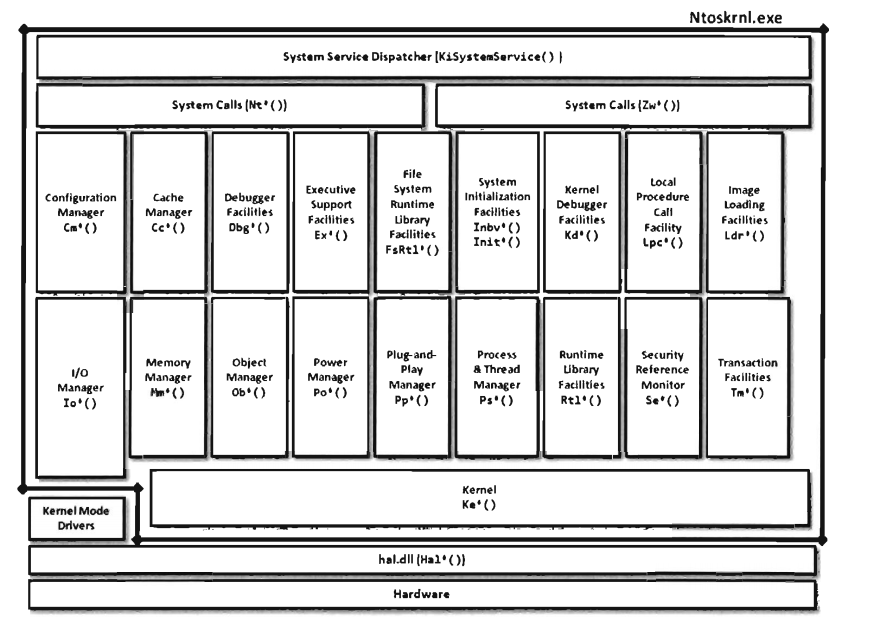 Ntoskrnl.exe
System Service Dispatcher (KiSystemService() )
System Calls (Nt*())
System Calls (Zw*())
Configuration
Manager
Cm*()
Cache
Manager
Cc*()
Debugger
Facilities
Dbg*()
Executive
Support
Facilities
Ex*()
File
System
Runtime
Library
Facilities
FsRtl*()
System
Initialization
Facilities
Inbv*()
Init*()
Kernel
Debugger
Facilities
Kd*()
Local
Procedure
Call
Facility
Lpc*()
Image
Loading
Facilities
Ldr*()
I/O
Manager
Io*()
Memory
Manager
Mm*()
Object
Manager
Ob*()
Power
Manager
Po*()
Plug-and-
Play
Manager
Pp*()
Process
& Thread
Manager
Ps*()
Runtime
Library
Facilities
Rtl*()
Security
Reference
Monitor
Se*()
Transaction
Facilities
Tm*()
Kernel
Ke*()
Kernel Mode
Drivers
hal.dll (Hal*())
Hardware